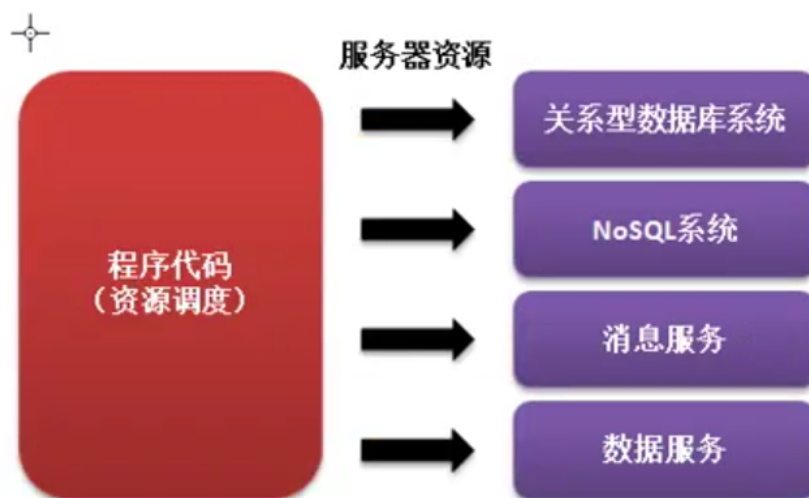 服务器资源
关系型数据库系统
NoSQL系统
程序代码
（资源调度）
消息服务
数据服务